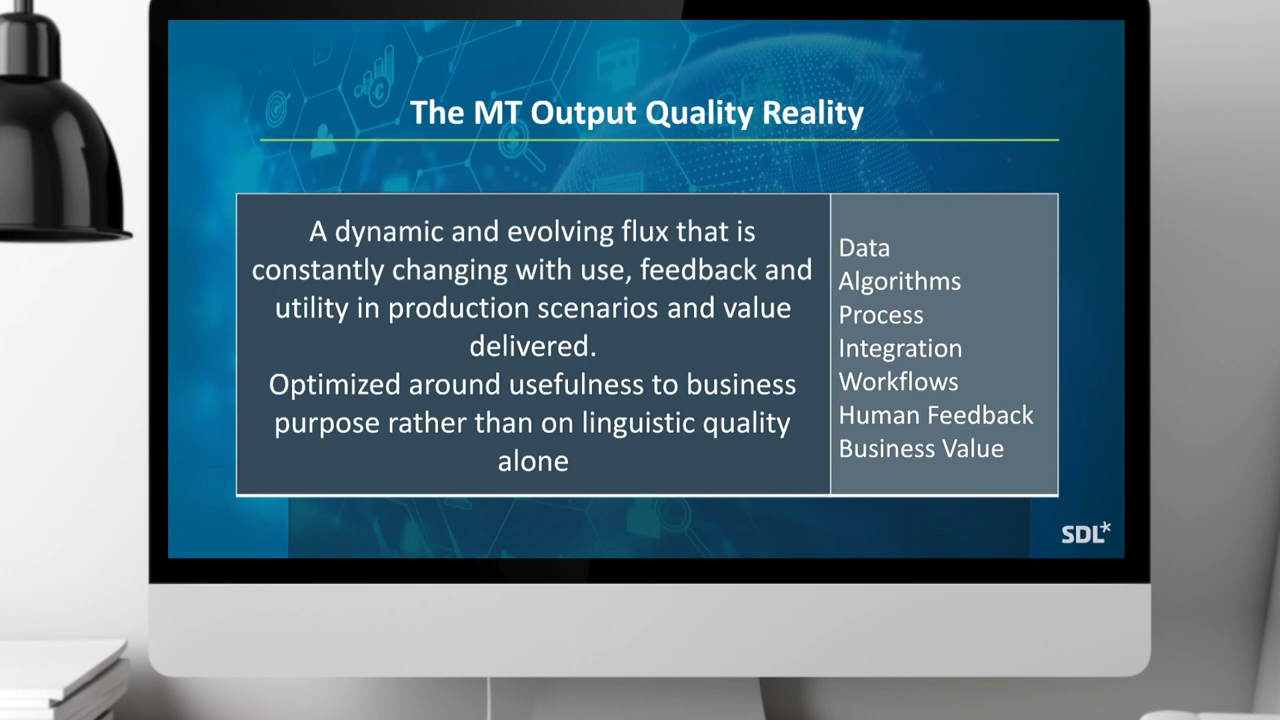 The MT Output Quality Reality
A dynamic and evolving flux that is
constantly changing with use, feedback and
utility in production scenarios and value
delivered.
Optimized around usefulness to business
purpose rather than on linguistic quality
alone
Data
Algorithms
Process
Integration
Workflows
Human Feedback
Business Value
SDL*